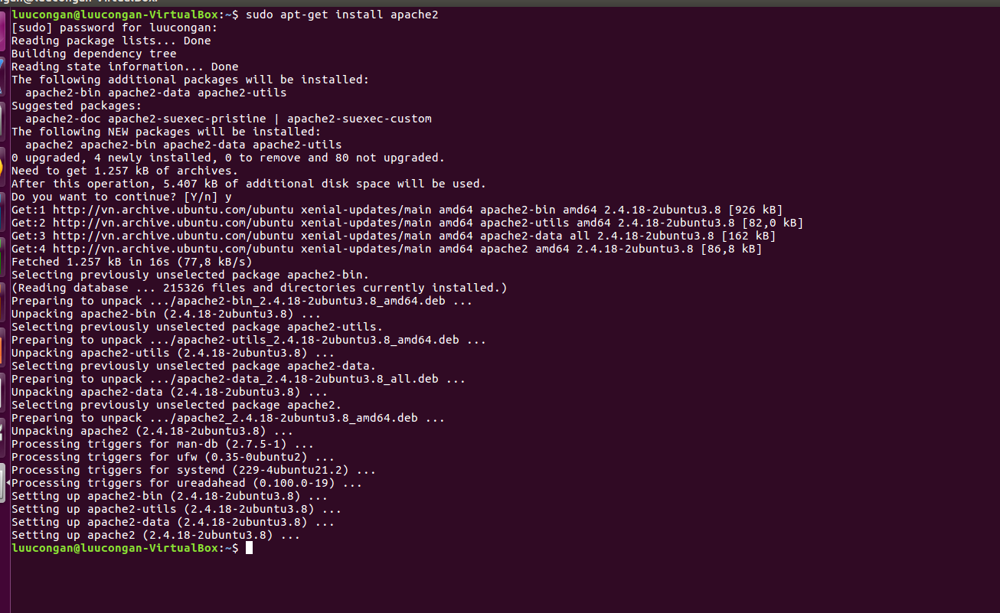 luucongan@luucongan-VirtualBox:~$ sudo apt-get install apache2
[sudo] password for luucongan:
Reading package lists... Done
Building dependency tree
Reading state information... Done
The following additional packages will be installed:
  apache2-bin apache2-data apache2-utils
Suggested packages:
  apache2-doc apache2-suexec-pristine | apache2-suexec-custom
The following NEW packages will be installed:
  apache2 apache2-bin apache2-data apache2-utils
0 upgraded, 4 newly installed, 0 to remove and 80 not upgraded.
Need to get 1.257 kB of archives.
After this operation, 5.407 kB of additional disk space will be used.
Do you want to continue? [Y/n] y
Get:1 http://vn.archive.ubuntu.com/ubuntu xenial-updates/main amd64 apache2-bin amd64 2.4.18-2ubuntu3.8 [926 kB]
Get:2 http://vn.archive.ubuntu.com/ubuntu xenial-updates/main amd64 apache2-utils amd64 2.4.18-2ubuntu3.8 [82,0 kB]
Get:3 http://vn.archive.ubuntu.com/ubuntu xenial-updates/main amd64 apache2-data all 2.4.18-2ubuntu3.8 [162 kB]
Get:4 http://vn.archive.ubuntu.com/ubuntu xenial-updates/main amd64 apache2 amd64 2.4.18-2ubuntu3.8 [86,8 kB]
Fetched 1.257 kB in 16s (77,8 kB/s)
Selecting previously unselected package apache2-bin.
(Reading database ... 215326 files and directories currently installed.)
Preparing to unpack .../apache2-bin_2.4.18-2ubuntu3.8_amd64.deb ...
Unpacking apache2-bin (2.4.18-2ubuntu3.8) ...
Selecting previously unselected package apache2-utils.
Preparing to unpack .../apache2-utils_2.4.18-2ubuntu3.8_amd64.deb ...
Unpacking apache2-utils (2.4.18-2ubuntu3.8) ...
Selecting previously unselected package apache2-data.
Preparing to unpack .../apache2-data_2.4.18-2ubuntu3.8_all.deb ...
Unpacking apache2-data (2.4.18-2ubuntu3.8) ...
Selecting previously unselected package apache2.
Preparing to unpack .../apache2_2.4.18-2ubuntu3.8_amd64.deb ...
Unpacking apache2 (2.4.18-2ubuntu3.8) ...
Processing triggers for man-db (2.7.5-1) ...
Processing triggers for ufw (0.35-0ubuntu2) ...
Processing triggers for systemd (229-4ubuntu21.2) ...
Processing triggers for ureadahead (0.100.0-19) ...
Setting up apache2-bin (2.4.18-2ubuntu3.8) ...
Setting up apache2-utils (2.4.18-2ubuntu3.8) ...
Setting up apache2-data (2.4.18-2ubuntu3.8) ...
Setting up apache2 (2.4.18-2ubuntu3.8) ...
luucongan@luucongan-VirtualBox:~$